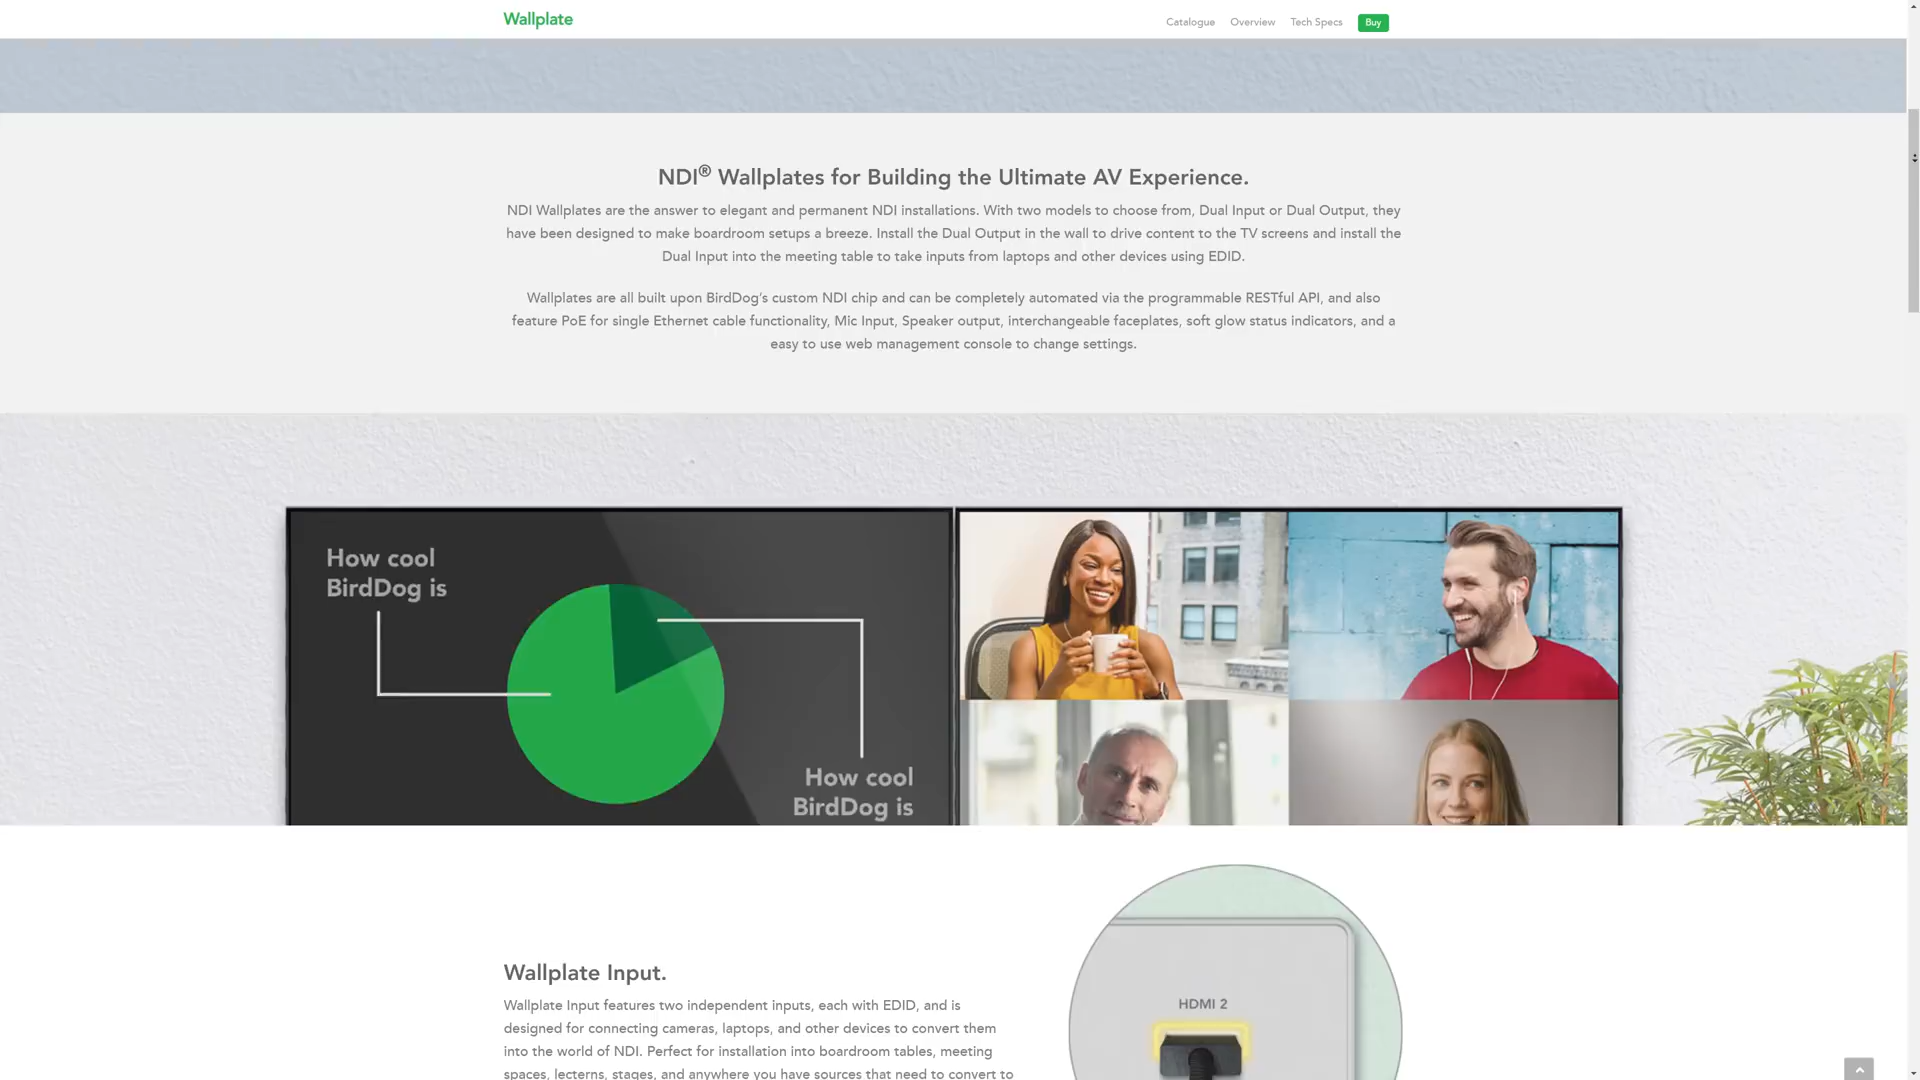 Wallplate
Catalogue
Overview
Tech Specs
Buy
NDI® Wallplates for Building the Ultimate AV Experience.
NDI Wallplates are the answer to elegant and permanent NDI installations. With two models to choose from, Dual Input or Dual Output, they
have been designed to make boardroom setups a breeze. Install the Dual Output in the wall to drive content to the TV screens and install the
Dual Input into the meeting table to take inputs from laptops and other devices using EDID.
Wallplates are all built upon BirdDog's custom NDI chip and can be completely automated via the programmable RESTful API, and also
feature PoE for single Ethernet cable functionality, Mic Input, Speaker output, interchangeable faceplates, soft glow status indicators, and a
easy to use web management console to change settings.
How cool
BirdDog is
How cool
BirdDog is
Wallplate Input.
Wallplate Input features two independent inputs, each with EDID, and is
designed for connecting cameras, laptops, and other devices to convert them
into the world of NDI. Perfect for installation into boardroom tables, meeting
spaces, lecterns, stages, and anywhere you have sources that need to convert to
HDMI 2